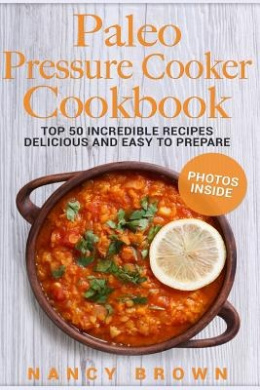 Paleo
Pressure Cooker
Cookbook
TOP 50 INCREDIBLE RECIPES
DELICIOUS AND EASY TO PREPARE
PHOTOS
INSIDE
NANCY BROWN